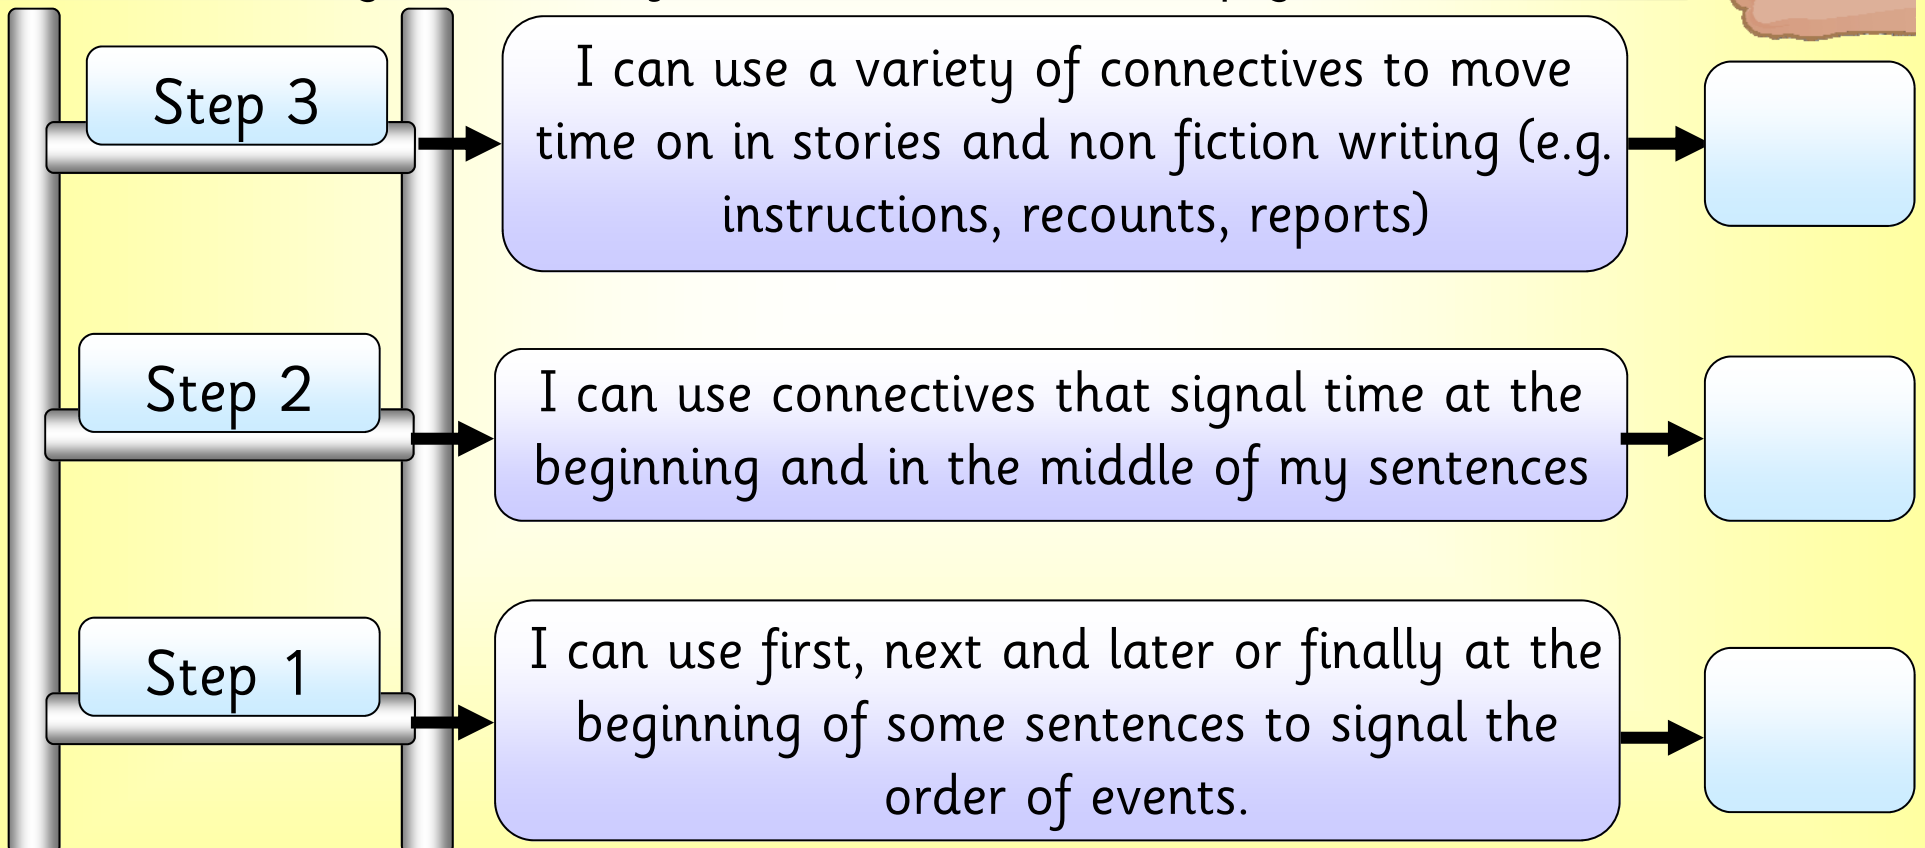 Step 3
I can use a variety of connectives to move
time on in stories and non fiction writing (e.g.
instructions, recounts, reports)
Step 2
I can use connectives that signal time at the
beginning and in the middle of my sentences
Step 1
I can use first, next and later or finally at the
beginning of some sentences to signal the
order of events.